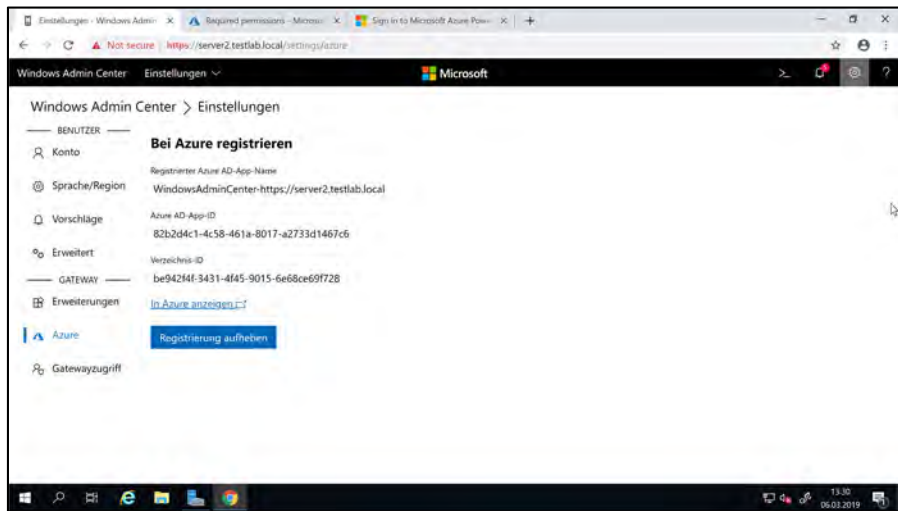 Einstellungen - Windows Admin
Required permissions - Microso
Sign in to Microsoft Azure Powe
Not secure https://server2.testlab.local/settings/azure
Windows Admin Center Einstellungen Microsoft >_ ?
Windows Admin Center > Einstellungen
BENUTZER
Konto
Sprache/Region
Vorschläge
Erweitert
GATEWAY
Erweiterungen
Azure
Gatewayzugriff
Bei Azure registrieren
Registrierter Azure AD-App-Name
WindowsAdminCenter-https://server2.testlab.local
Azure AD-App-ID
82b2d4c1-4c58-461a-8017-a2733d1467c6
Verzeichnis-ID
be942f4f-3431-4f45-9015-6e68ce69f728
In Azure anzeigen
Registrierung aufheben
13:30
06.03.2019